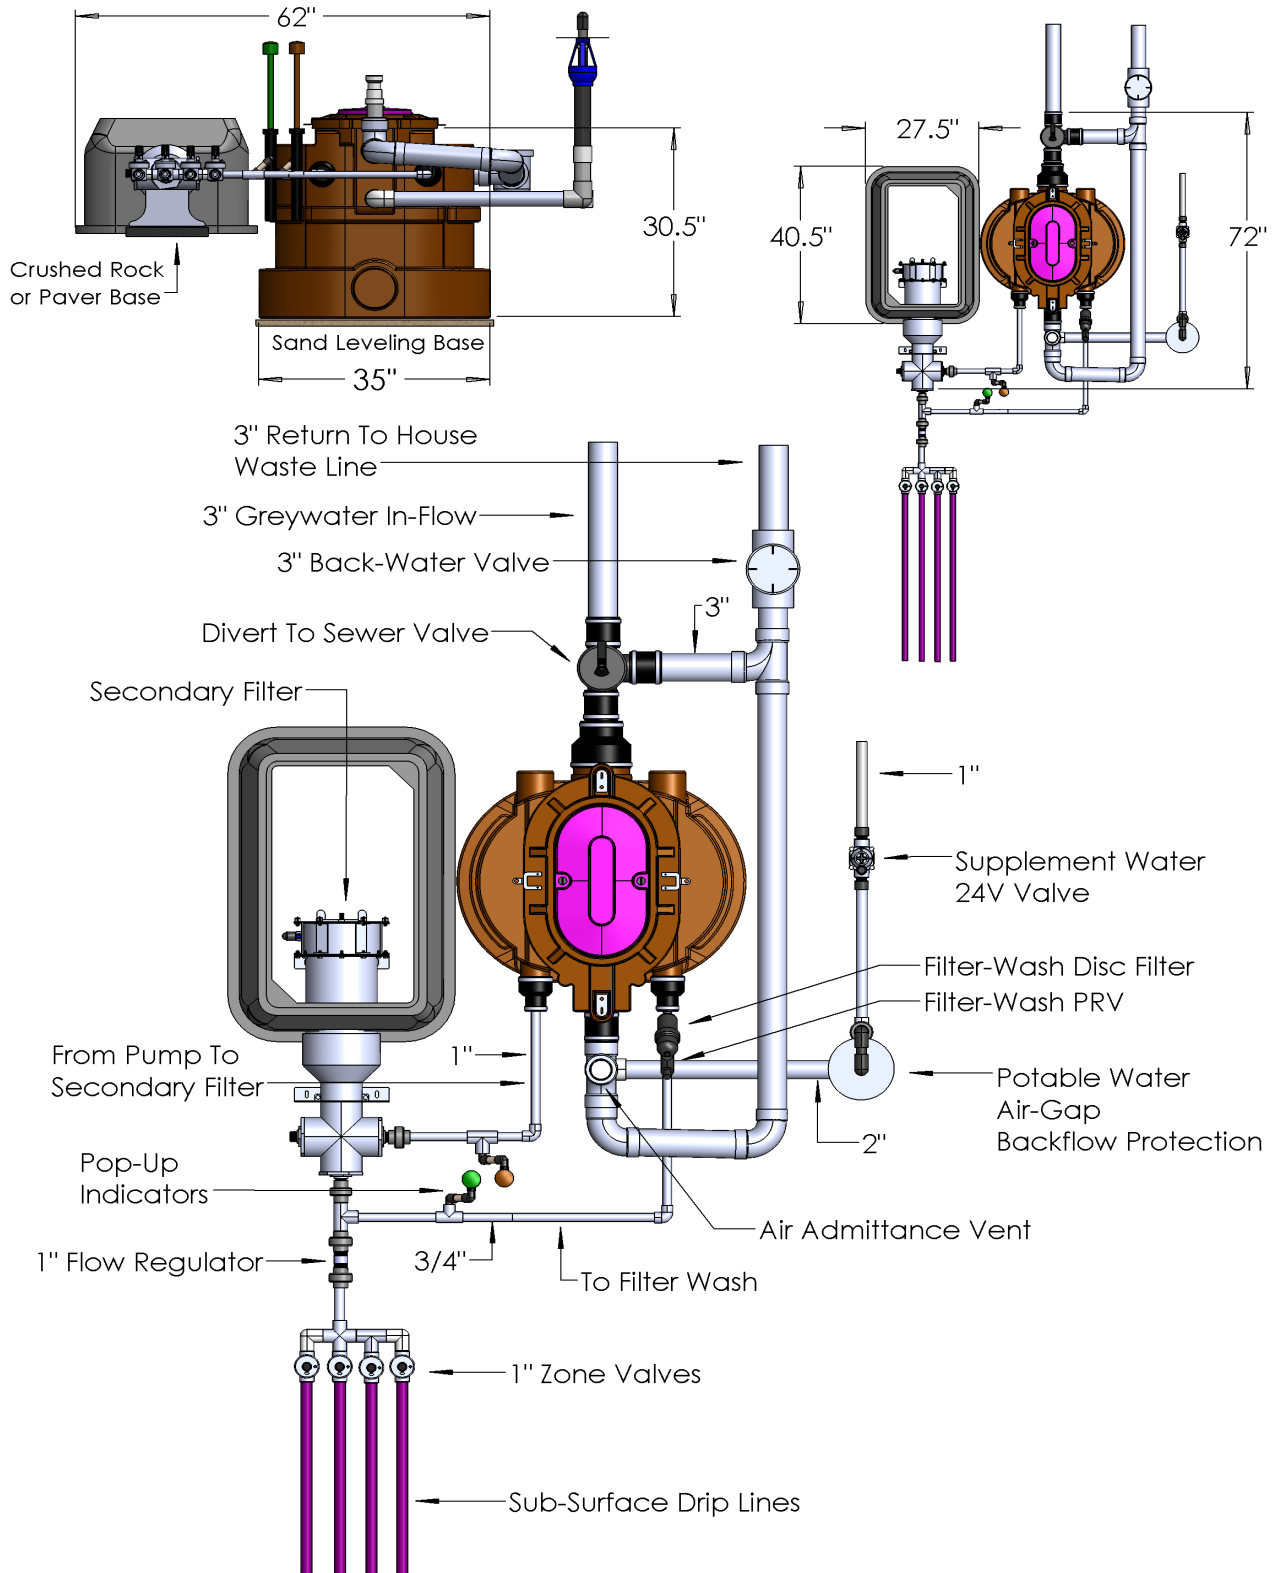 62"
27.5"
30.5"
40.5"
72"
Crushed Rock
or Paver Base
Sand Leveling Base
35"
3" Return To House
Waste Line
3" Greywater In-Flow
3" Back-Water Valve
3"
Divert To Sewer Valve
Secondary Filter
1"
Supplement Water
24V Valve
Filter-Wash Disc Filter
Filter-Wash PRV
From Pump To
Secondary Filter
1"
Potable Water
Air-Gap
Backflow Protection
2"
Pop-Up
Indicators
Air Admittance Vent
1" Flow Regulator
3/4"
To Filter Wash
1" Zone Valves
Sub-Surface Drip Lines